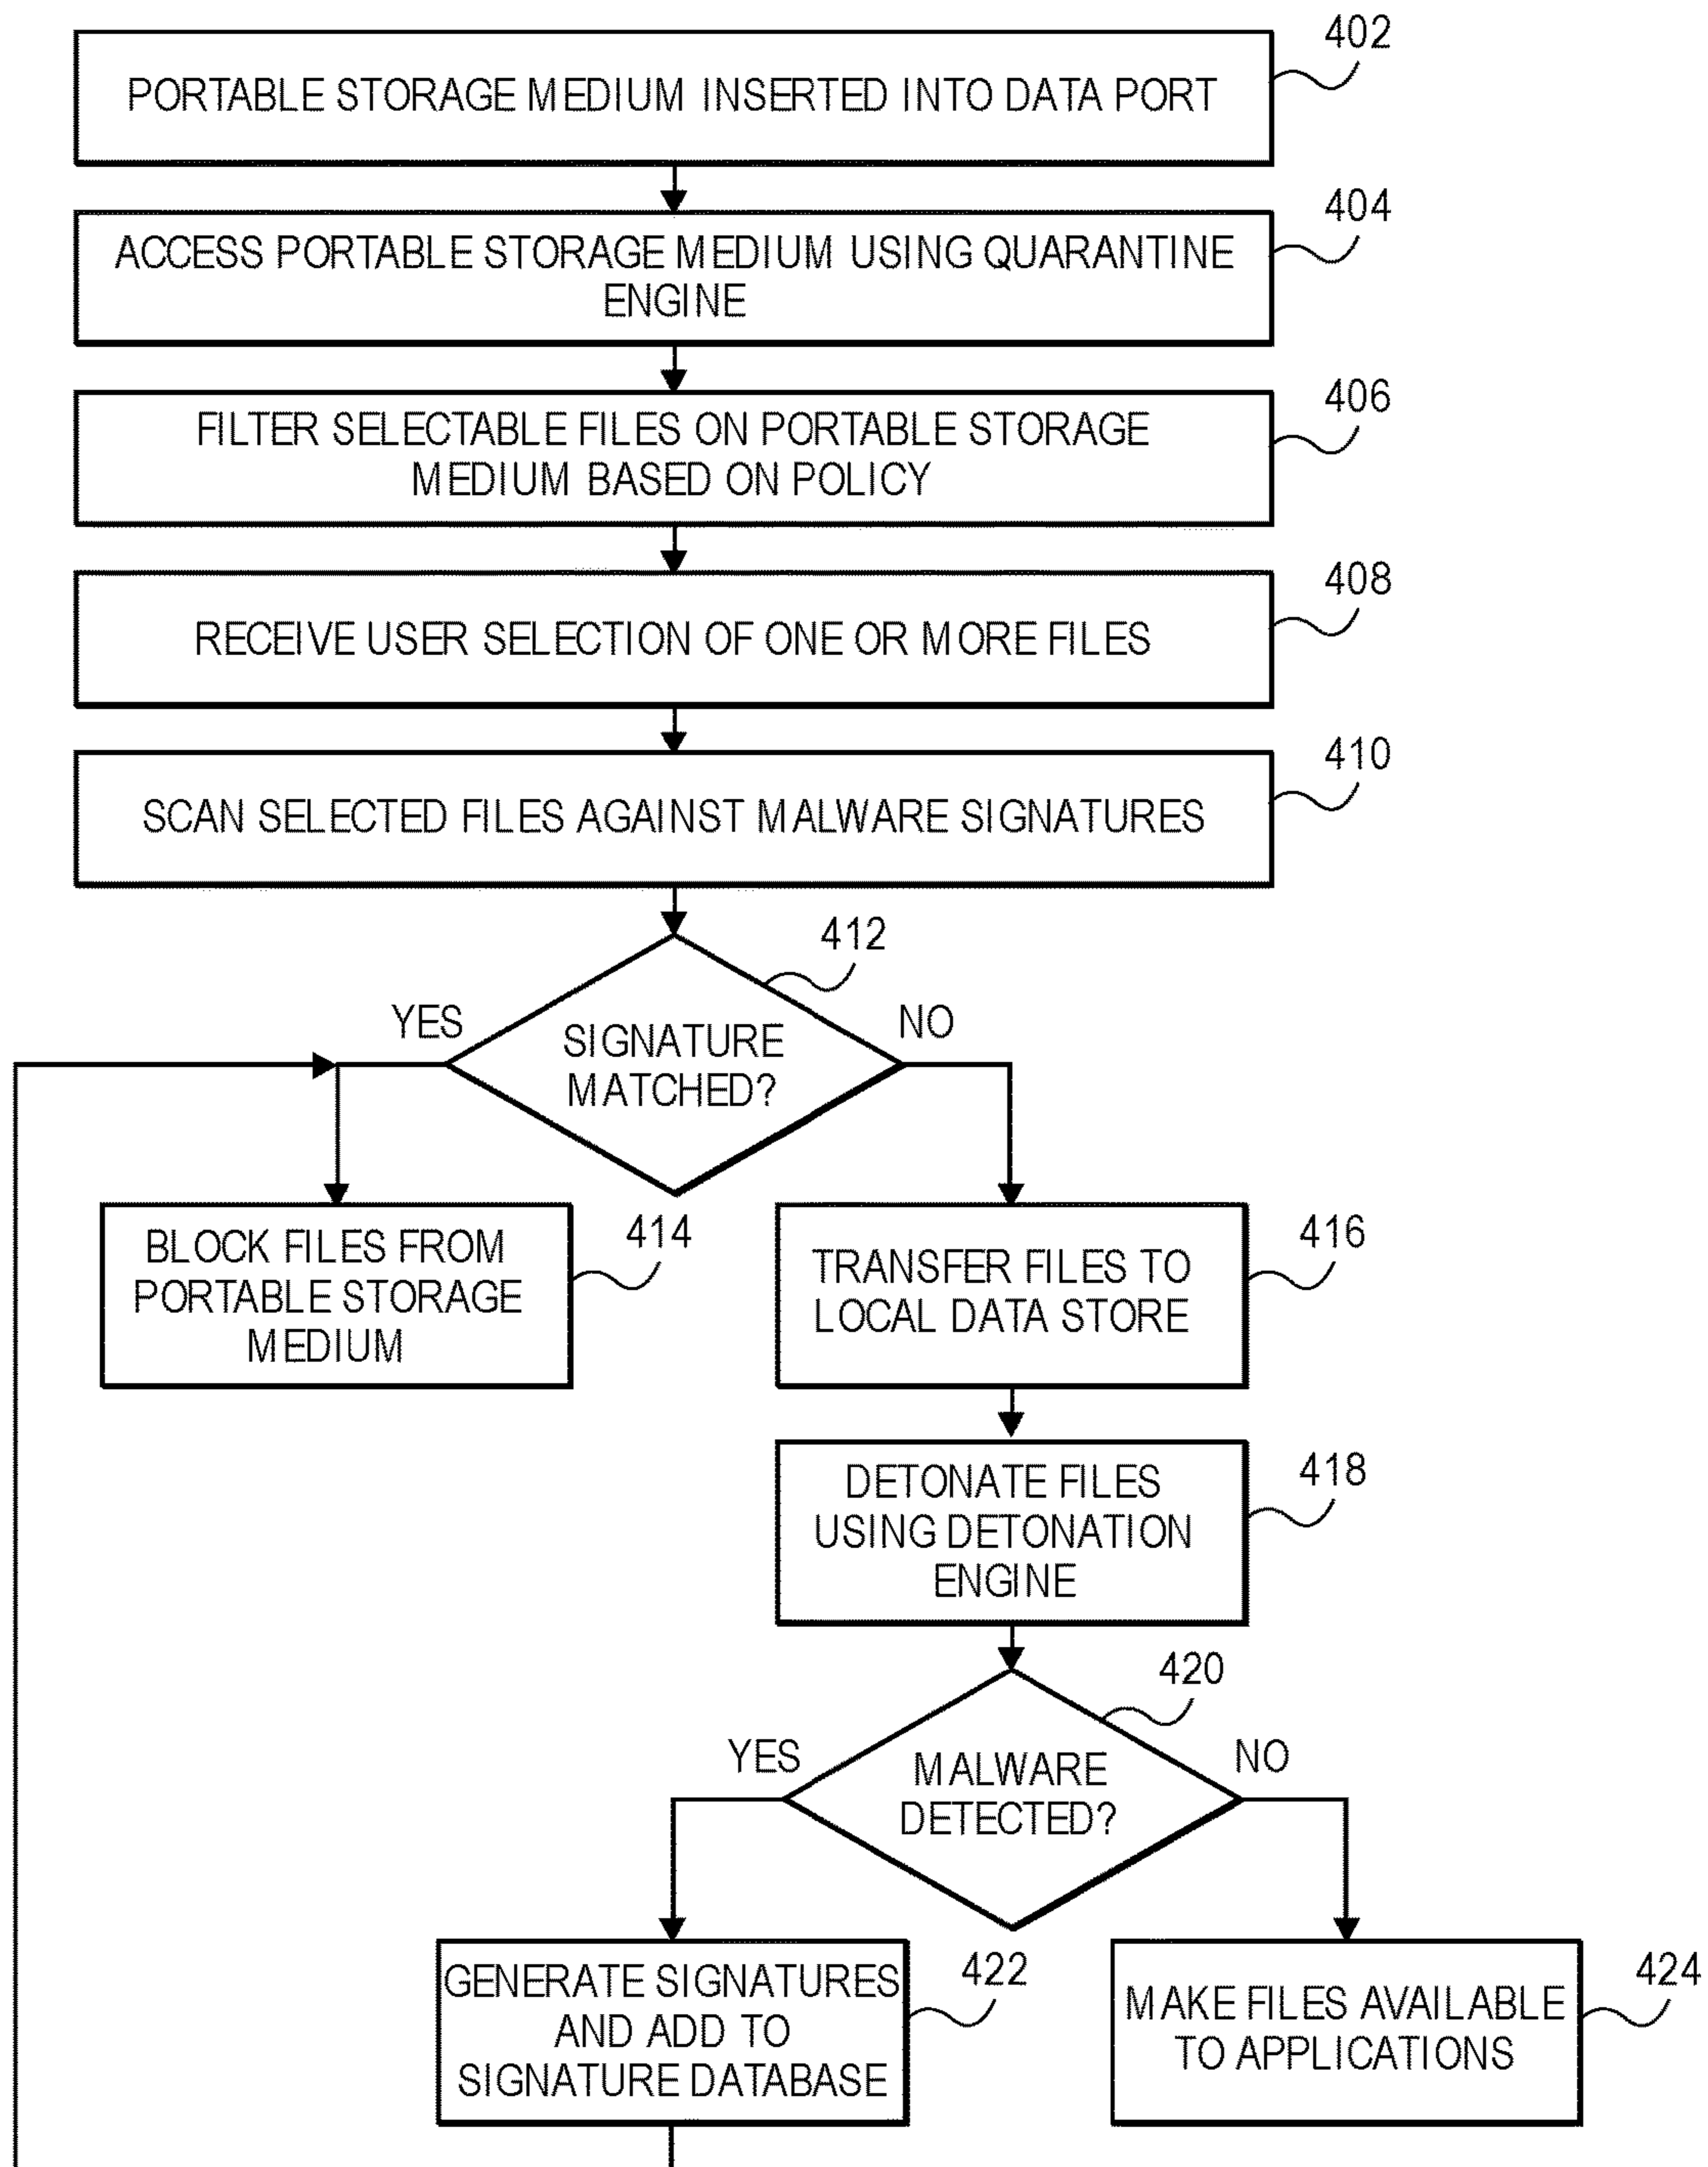 402
PORTABLE STORAGE MEDIUM INSERTED INTO DATA PORT
404
ACCESS PORTABLE STORAGE MEDIUM USING QUARANTINE
ENGINE
406
FILTER SELECTABLE FILES ON PORTABLE STORAGE
MEDIUM BASED ON POLICY
408
RECEIVE USER SELECTION OF ONE OR MORE FILES
410
SCAN SELECTED FILES AGAINST MALWARE SIGNATURES
412
YES
NO
SIGNATURE
MATCHED?
BLOCK FILES FROM
PORTABLE STORAGE
MEDIUM
414
TRANSFER FILES TO
LOCAL DATA STORE
416
DETONATE FILES
USING DETONATION
ENGINE
418
420
YES
NO
MALWARE
DETECTED?
GENERATE SIGNATURES
AND ADD TO
SIGNATURE DATABASE
422
MAKE FILES AVAILABLE
TO APPLICATIONS
424